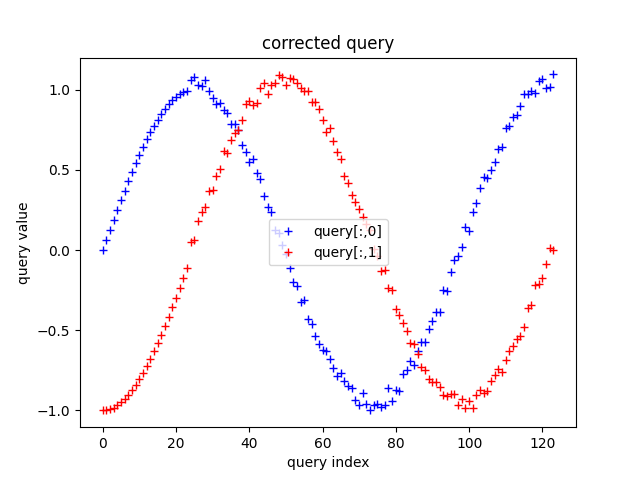 corrected query
query value
1.0
0.5
0.0
−0.5
−1.0
query[:,0]
query[:,1]
0 20 40 60 80 100 120
query index